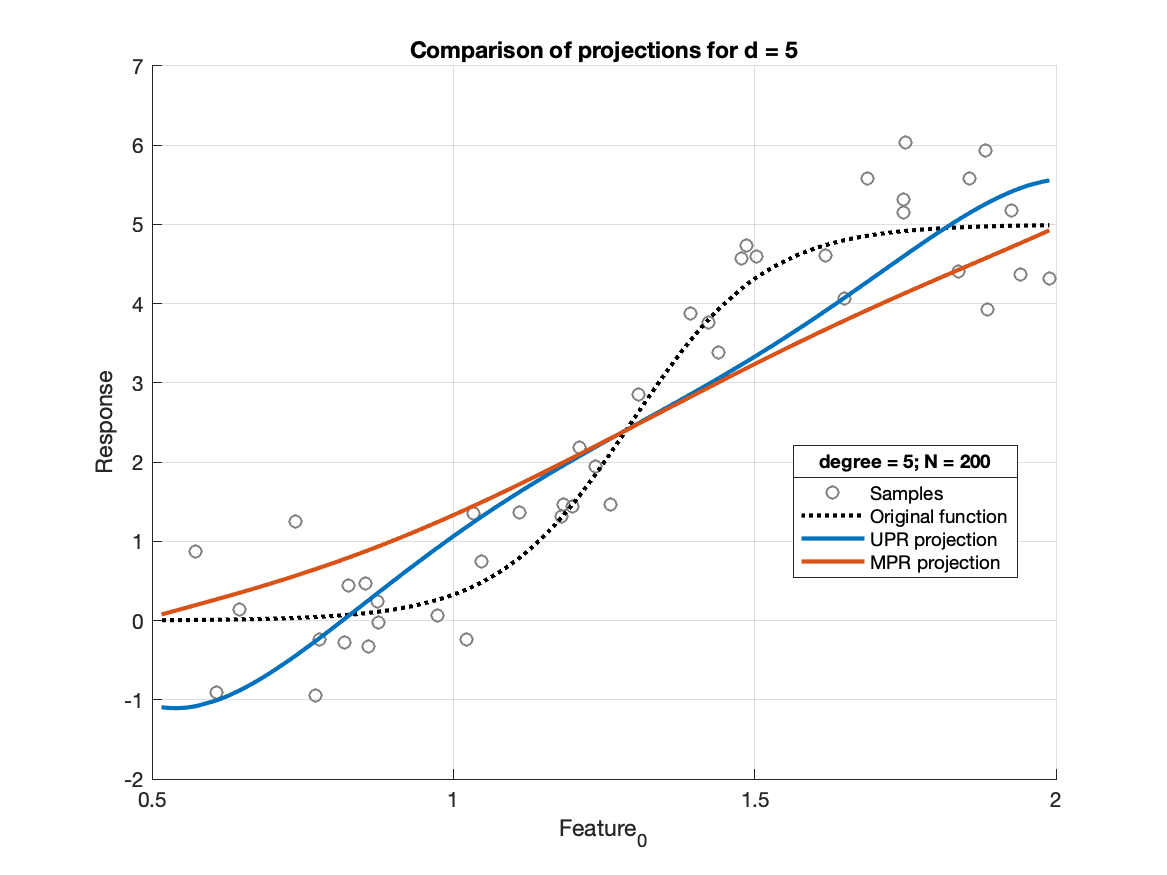 Comparison of projections for d = 5
7
6
5
4
3
2
1
0
-1
-2
Response
0.5
1
1.5
2
Feature₀
degree = 5; N = 200
Samples
Original function
UPR projection
MPR projection